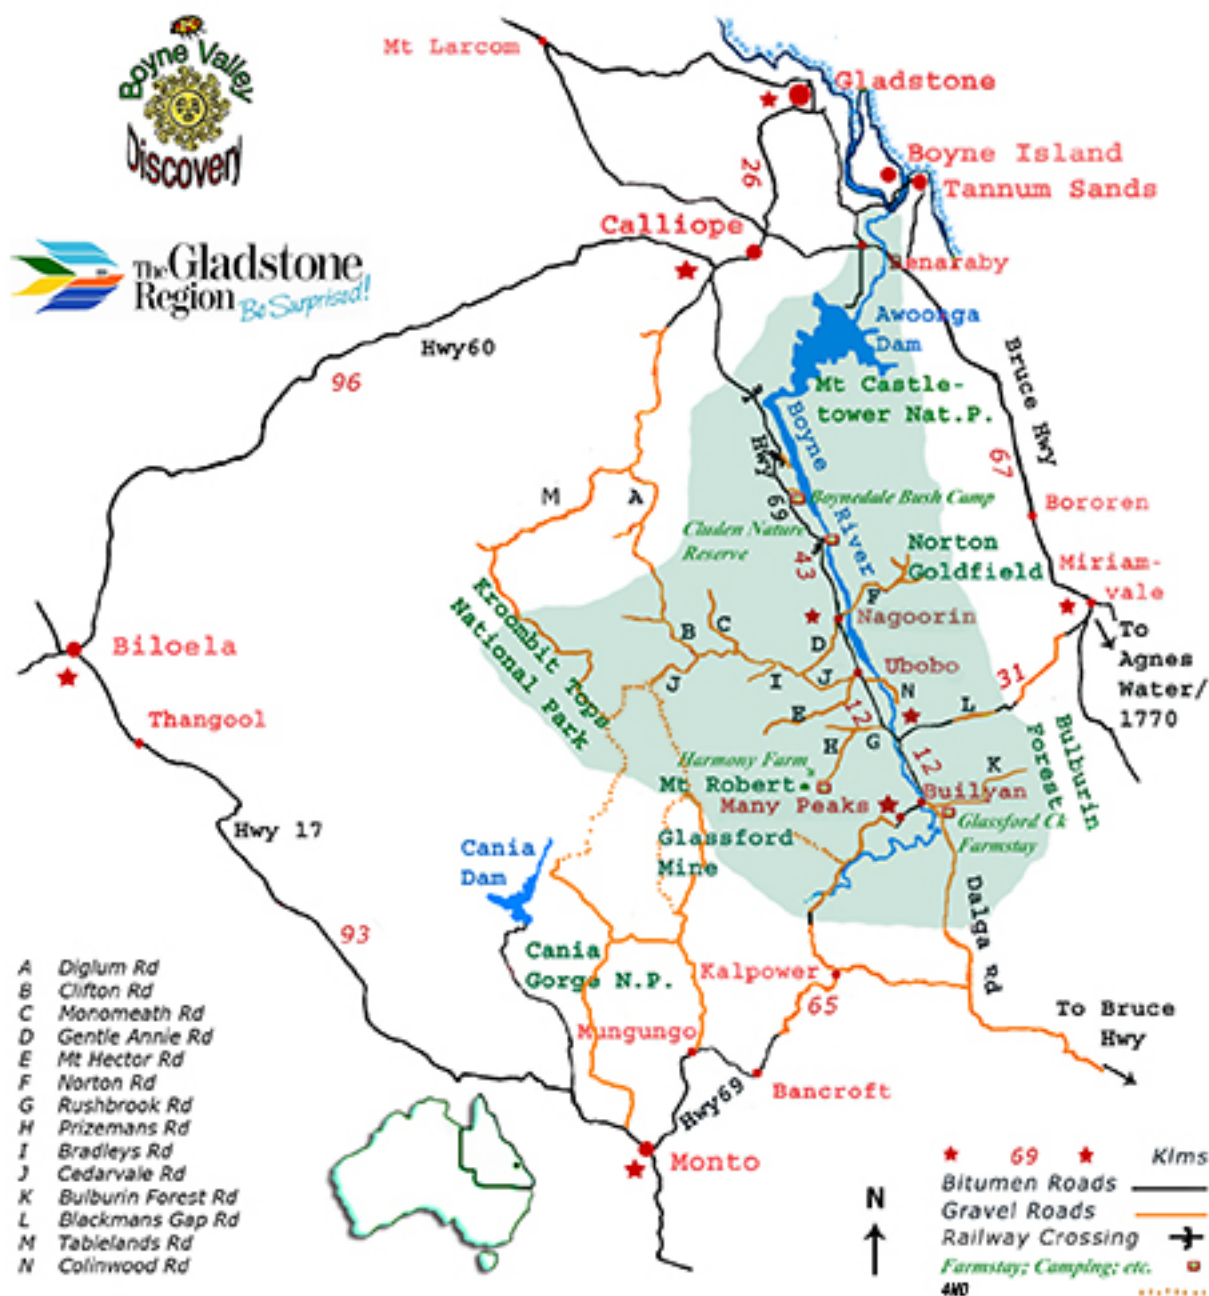 Boyne Valley
Discovery
The Gladstone
Region
Be Surprised!
Mt Larcom
Gladstone
Boyne Island
Tannum Sands
26
Calliope
Benaraby
Hwy60
96
Awoonga
Dam
Bruce Hwy
Mt Castle-
tower Nat.P.
Boyne
River
Hwy 69
67
M
A
Boynedale Bush Camp
Bororen
Cluden Nature
Reserve
43
Norton
Goldfield
Miriam-
vale
F
Kroombit Tops
National Park
Nagoorin
To
Agnes
Water/
1770
Biloela
B
C
D
Ubobo
J
I
J
N
31
Thangool
E
12
L
H
G
Bulburin
Forest
Harmony Farm
12
K
Mt Robert
Builyan
Many Peaks
Hwy 17
Glassford
Mine
Glassford Ck
Farmstay
Cania
Dam
Dalga Rd
93
Cania
Gorge N.P.
Kalpower
65
To Bruce
Hwy
Mungungo
Bancroft
Hwy69
Monto
A Diglum Rd
B Clifton Rd
C Monomeath Rd
D Gentle Annie Rd
E Mt Hector Rd
F Norton Rd
G Rushbrook Rd
H Prizemans Rd
I Bradleys Rd
J Cedarvale Rd
K Bulburin Forest Rd
L Blackmans Gap Rd
M Tablelands Rd
N Colinwood Rd
N
69 Klms
Bitumen Roads
Gravel Roads
Railway Crossing
Farmstay; Camping; etc.
4WD